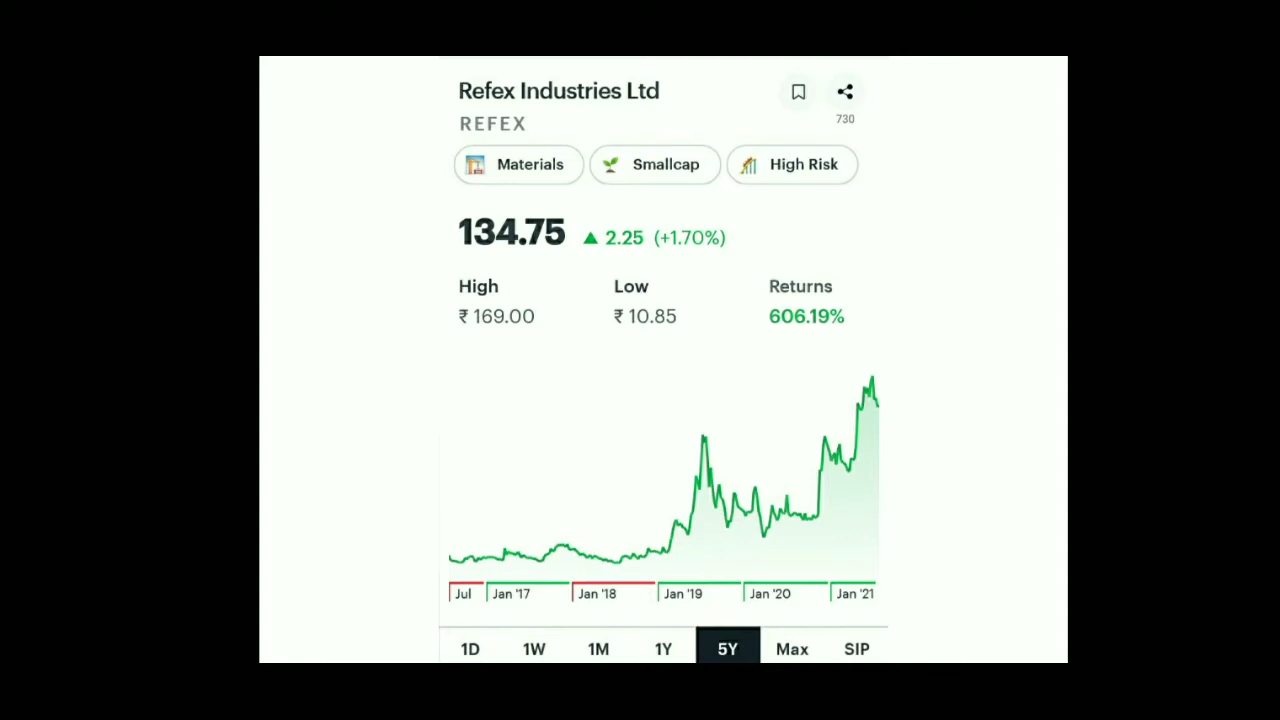 Refex Industries Ltd
REFEX
730
Materials Smallcap High Risk
134.75 ▲ 2.25 (+1.70%)
High Low Returns
₹ 169.00 ₹ 10.85 606.19%
Jul Jan '17 Jan '18 Jan '19 Jan '20 Jan '21
1D 1W 1M 1Y 5Y Max SIP